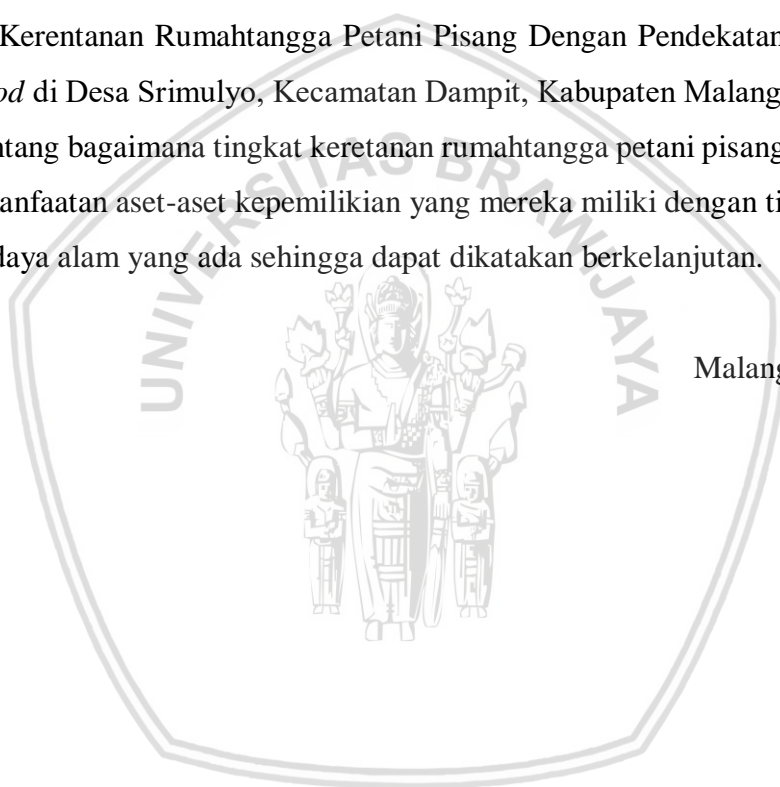 Kerentanan Rumahtangga Petani Pisang Dengan Pendekatan
od di Desa Srimulyo, Kecamatan Dampit, Kabupaten Malang
ntang bagaimana tingkat keretanan rumahtangga petani pisang
anfaatan aset-aset kepemilikian yang mereka miliki dengan ti
daya alam yang ada sehingga dapat dikatakan berkelanjutan.
Malang
UNIVERSITAS BRAWIJAYA